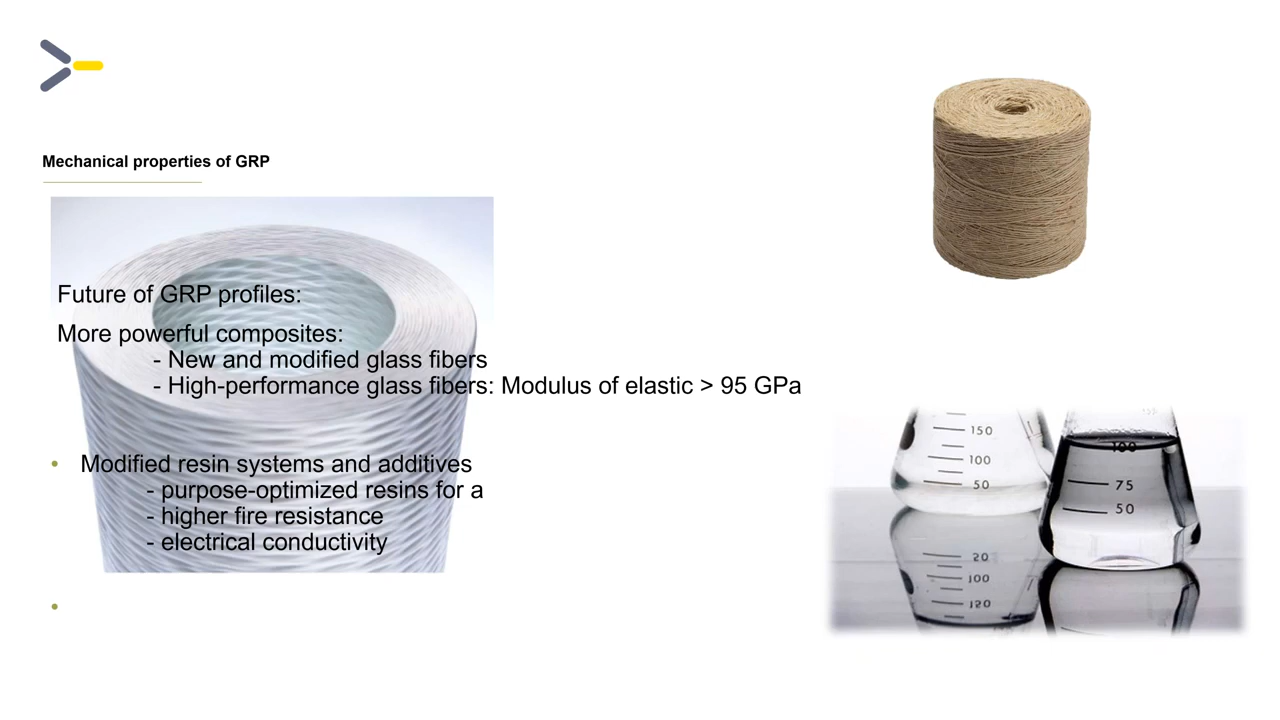 Mechanical properties of GRP
Future of GRP profiles:
More powerful composites:
- New and modified glass fibers
- High-performance glass fibers: Modulus of elastic > 95 GPa
• Modified resin systems and additives
- purpose-optimized resins for a
- higher fire resistance
- electrical conductivity
•
150
100
50
100
75
50
50
100
150